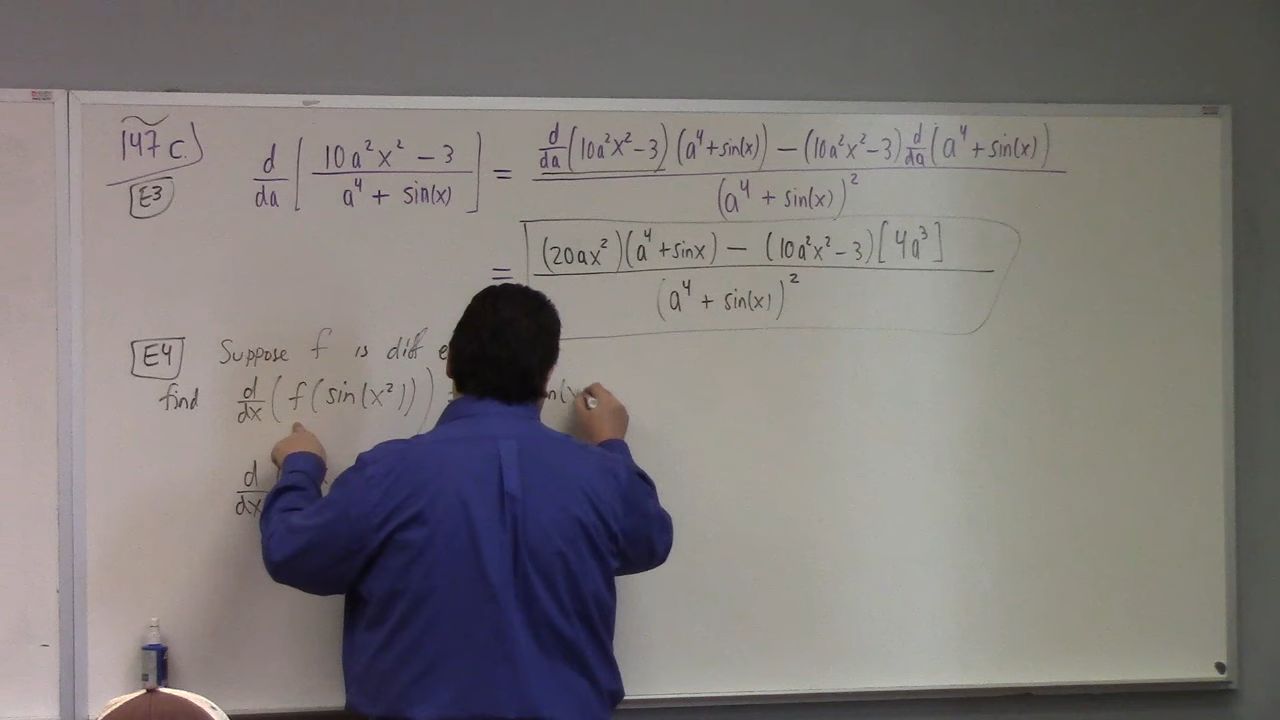 147 c.
E3 d/da [ (10a²x² - 3) / (a⁴ + sin(x)) ] = ( d/da (10a²x² - 3) (a⁴ + sin(x)) - (10a²x² - 3) d/da (a⁴ + sin(x)) ) / (a⁴ + sin(x))²
= ( (20ax²)(a⁴ + sinx) - (10a²x² - 3)[4a³] ) / (a⁴ + sin(x))²
E4 Suppose f is diff
find d/dx (f(sin(x²)))
d/dx